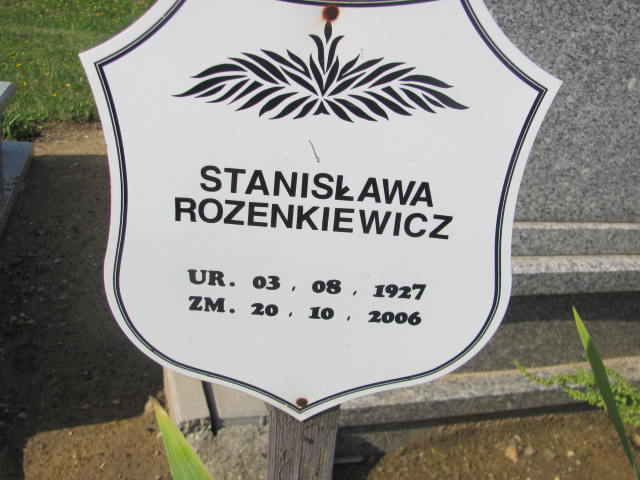 STANISŁAWA
ROZENKIEWICZ
UR. 03. 08. 1927
ZM. 20. 10. 2006